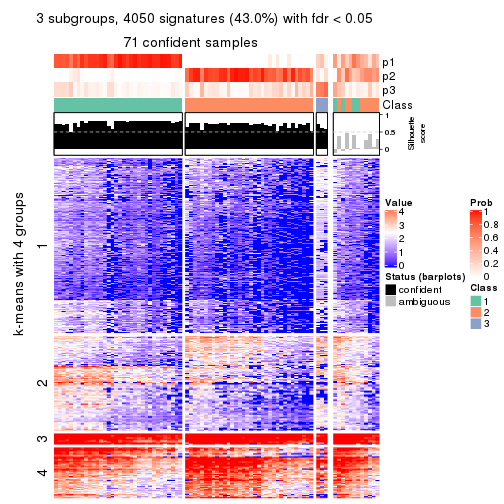 3 subgroups, 4050 signatures (43.0%) with fdr < 0.05
71 confident samples
p1
p2
p3
Class
1
0.5
0
Silhouette
score
k-means with 4 groups
1
2
3
4
Value
4
3
2
1
0
Status (barplots)
confident
ambiguous
Prob
1
0.8
0.6
0.4
0.2
0
Class
1
2
3